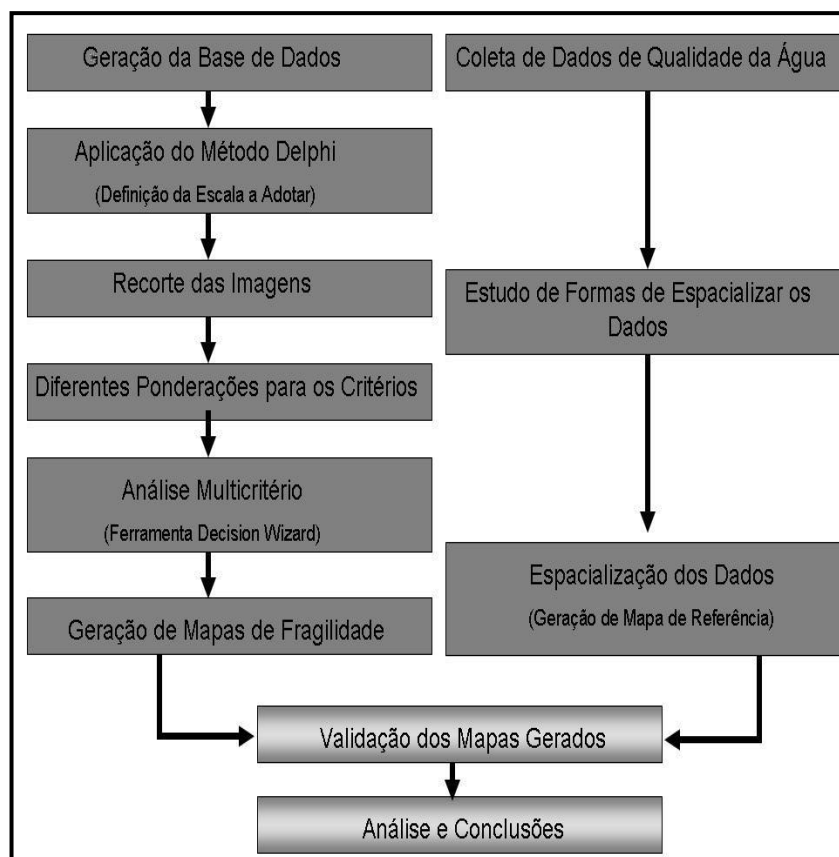 Geração da Base de Dados
Aplicação do Método Delphi
(Definição da Escala a Adotar)
Recorte das Imagens
Diferentes Ponderações para os Critérios
Análise Multicritério
(Ferramenta Decision Wizard)
Geração de Mapas de Fragilidade
Coleta de Dados de Qualidade da Água
Estudo de Formas de Espacializar os
Dados
Espacialização dos Dados
(Geração de Mapa de Referência)
Validação dos Mapas Gerados
Análise e Conclusões